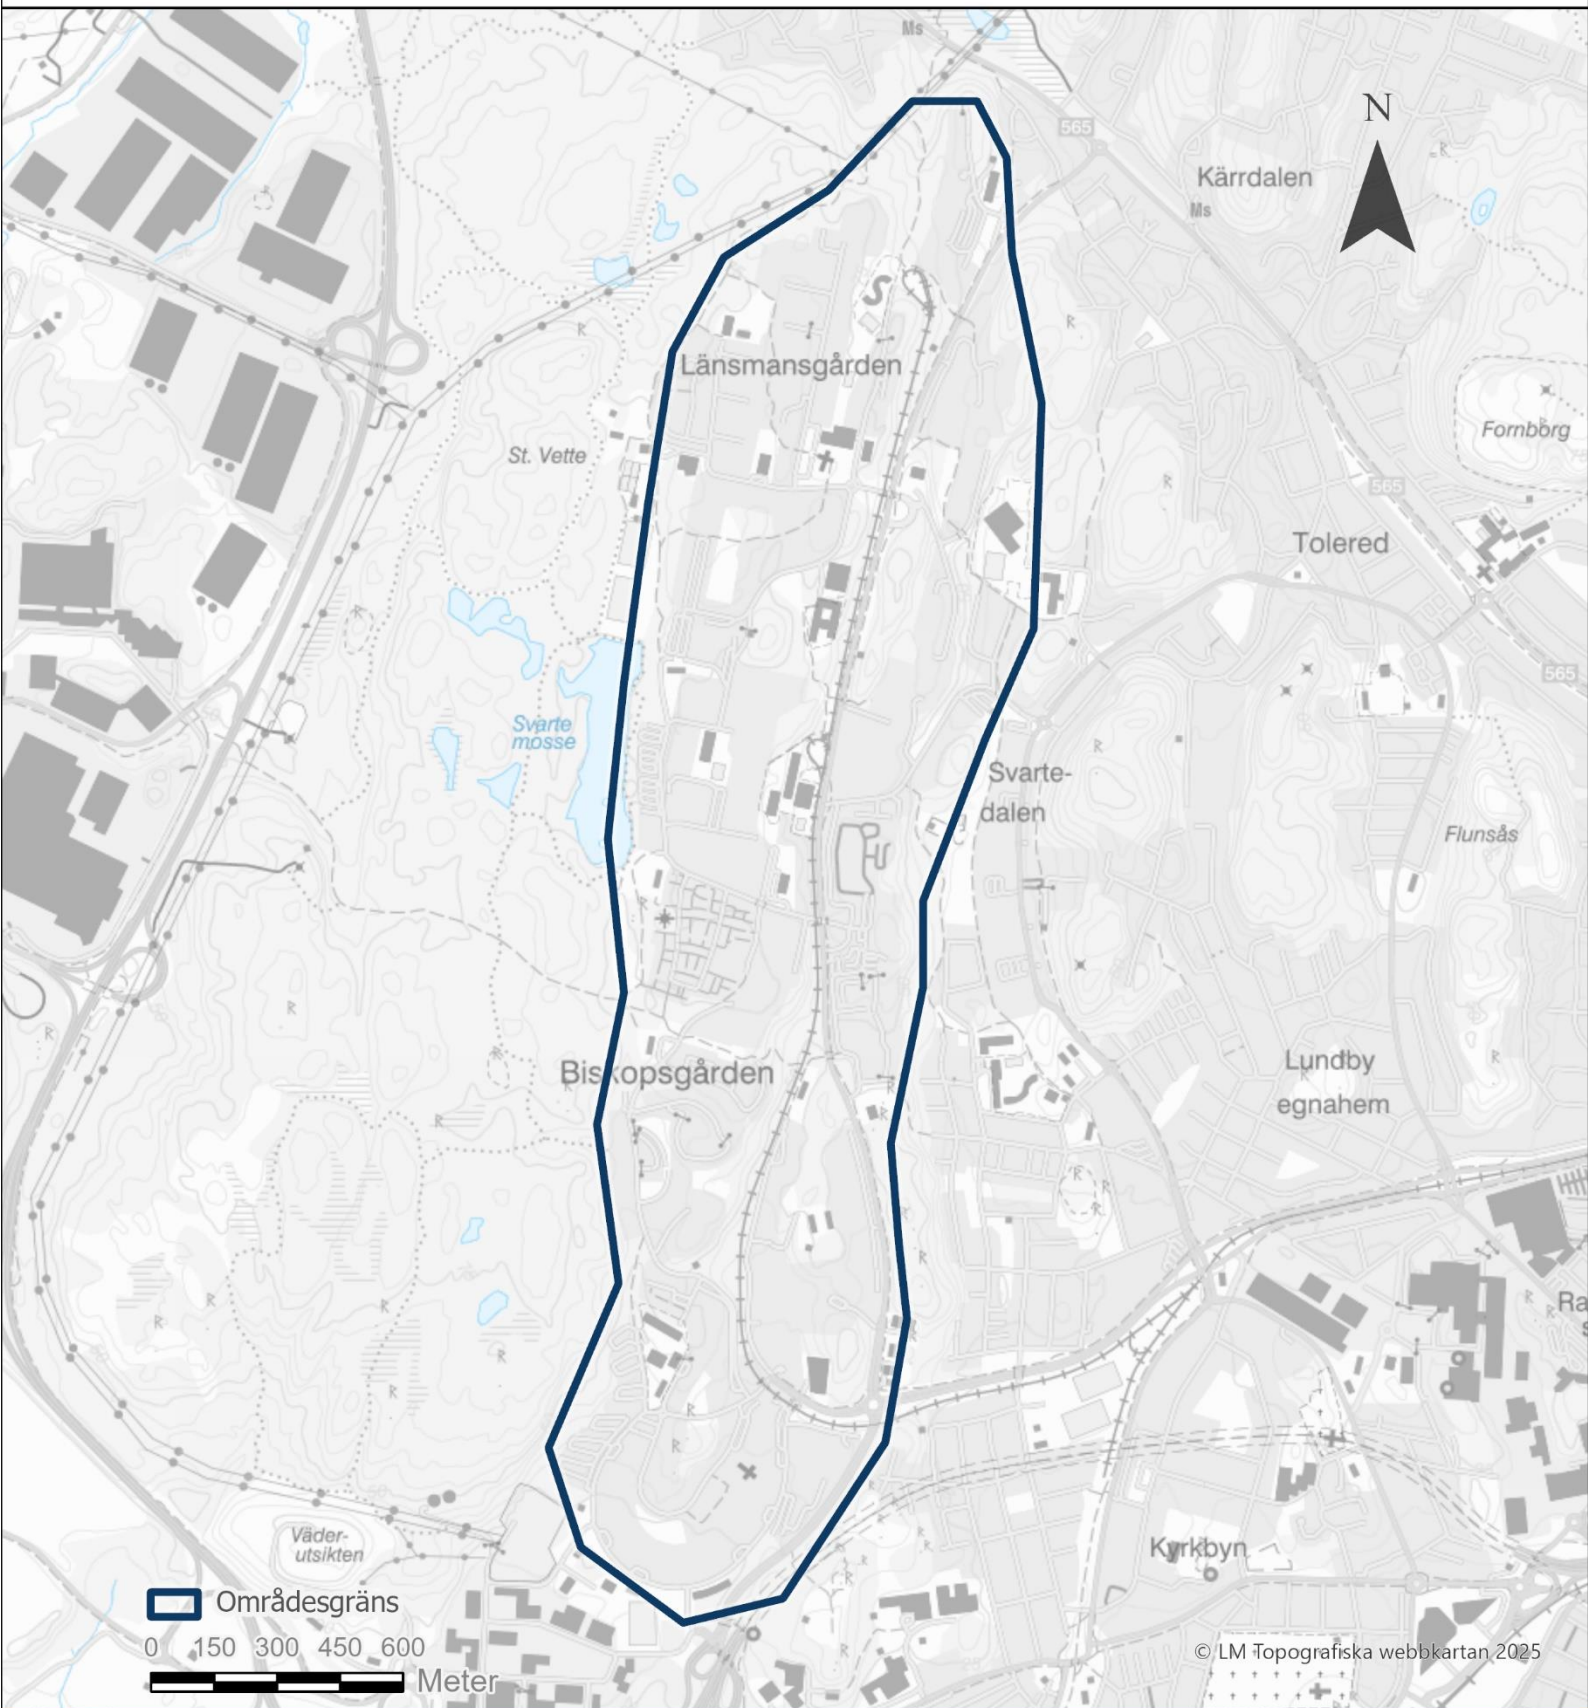 Ms
N
565
Kärrdalen
Ms
Länsmansgården
Fornborg
St. Vette
565
Tolered
565
Svarte
mosse
Svarte-
dalen
Flunsås
Biskopsgården
Lundby
egnahem
Ra
Väder-
utsikten
Kyrkbyn
Områdesgräns
0 150 300 450 600
Meter
© LM Topografiska webbkartan 2025